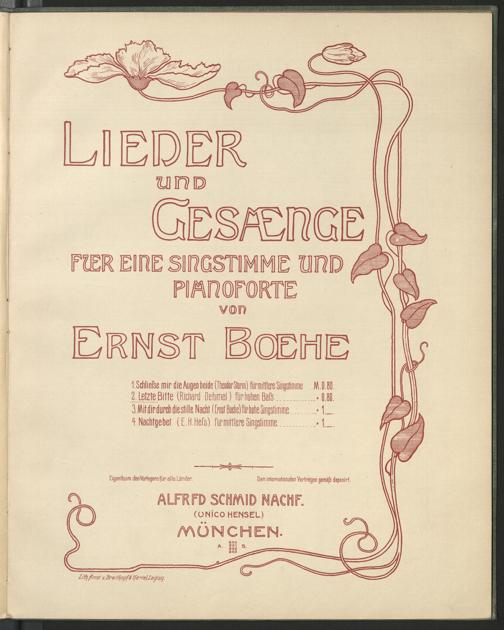 LIEDER
UND
GESÆNGE
FUER EINE SINGSTIMME UND
PIANOFORTE
VON
ERNST BOEHE
1. Schließe mir die Augen beide (Theodor Storm) für mittlere Singstimme M. 0.80.
2. Letzte Bitte (Richard Dehmel) für hohen Baß . . . . . . . . . . " 0.80.
3. Mit dir durch die stille Nacht (Ernst Boehe) für hohe Singstimme . . . . . . " 1._
4. Nachtgebet (E. H. Heß) für mittlere Singstimme . . . . . . . . . . " 1._
Eigenthum des Verlegers für alle Länder. Den internationalen Verträgen gemäß deponirt.
ALFRED SCHMID NACHF.
(UNICO HENSEL)
MÜNCHEN.
A. S.
Lith. Anst. v. Breitkopf & Härtel, Leipzig.